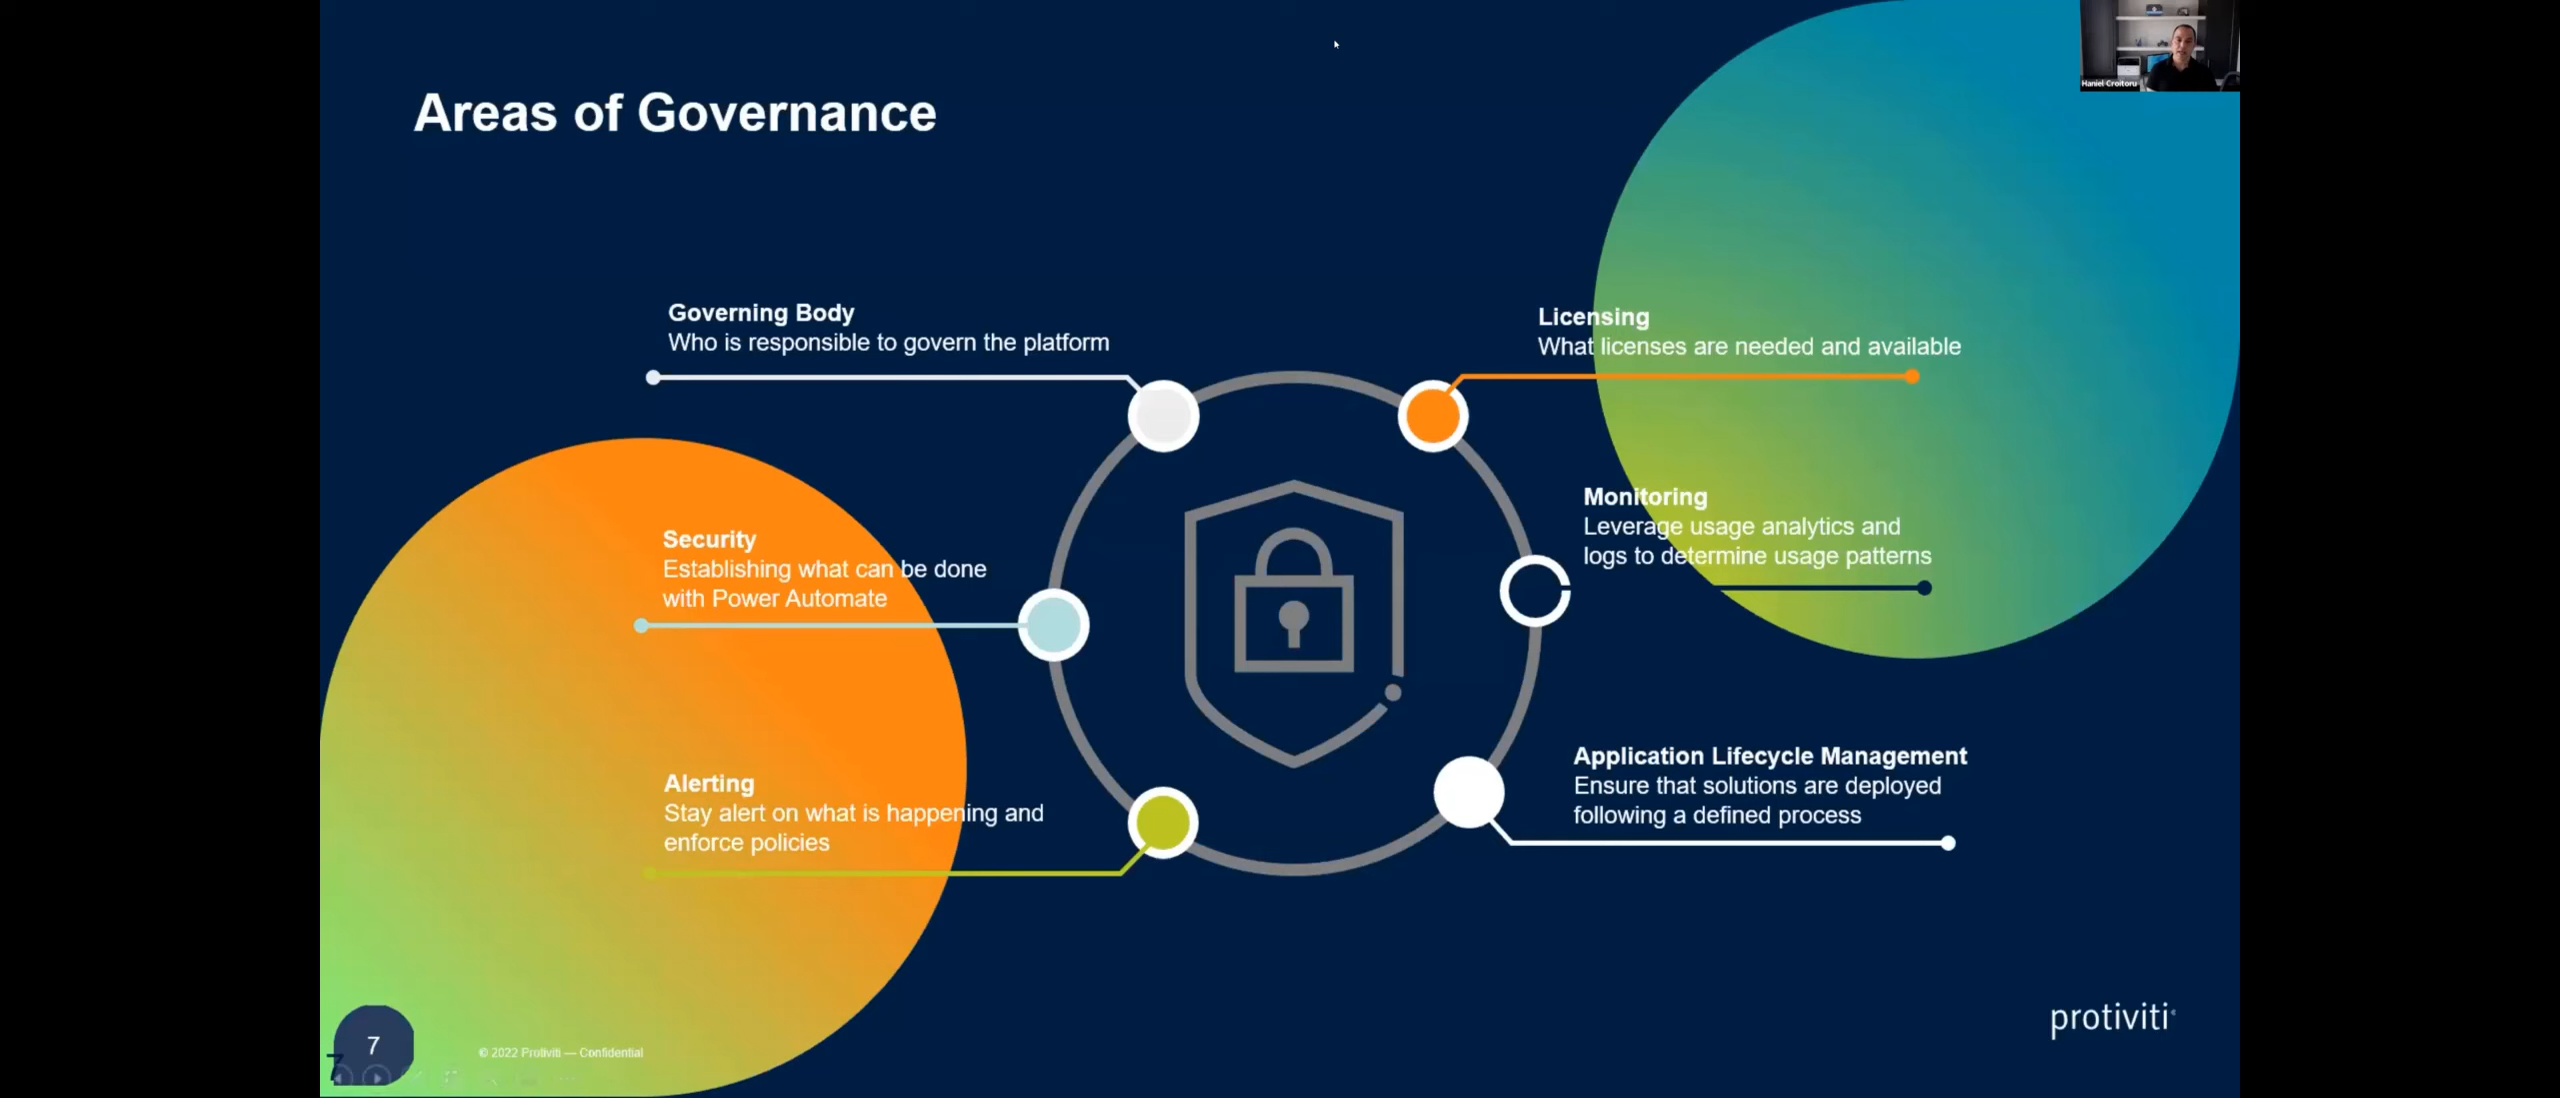 Haniel Croitoru
Areas of Governance
Governing Body
Who is responsible to govern the platform
Licensing
What licenses are needed and available
Monitoring
Leverage usage analytics and
logs to determine usage patterns
Security
Establishing what can be done
with Power Automate
Application Lifecycle Management
Ensure that solutions are deployed
following a defined process
Alerting
Stay alert on what is happening and
enforce policies
protiviti
7
7
© 2022 Protiviti — Confidential